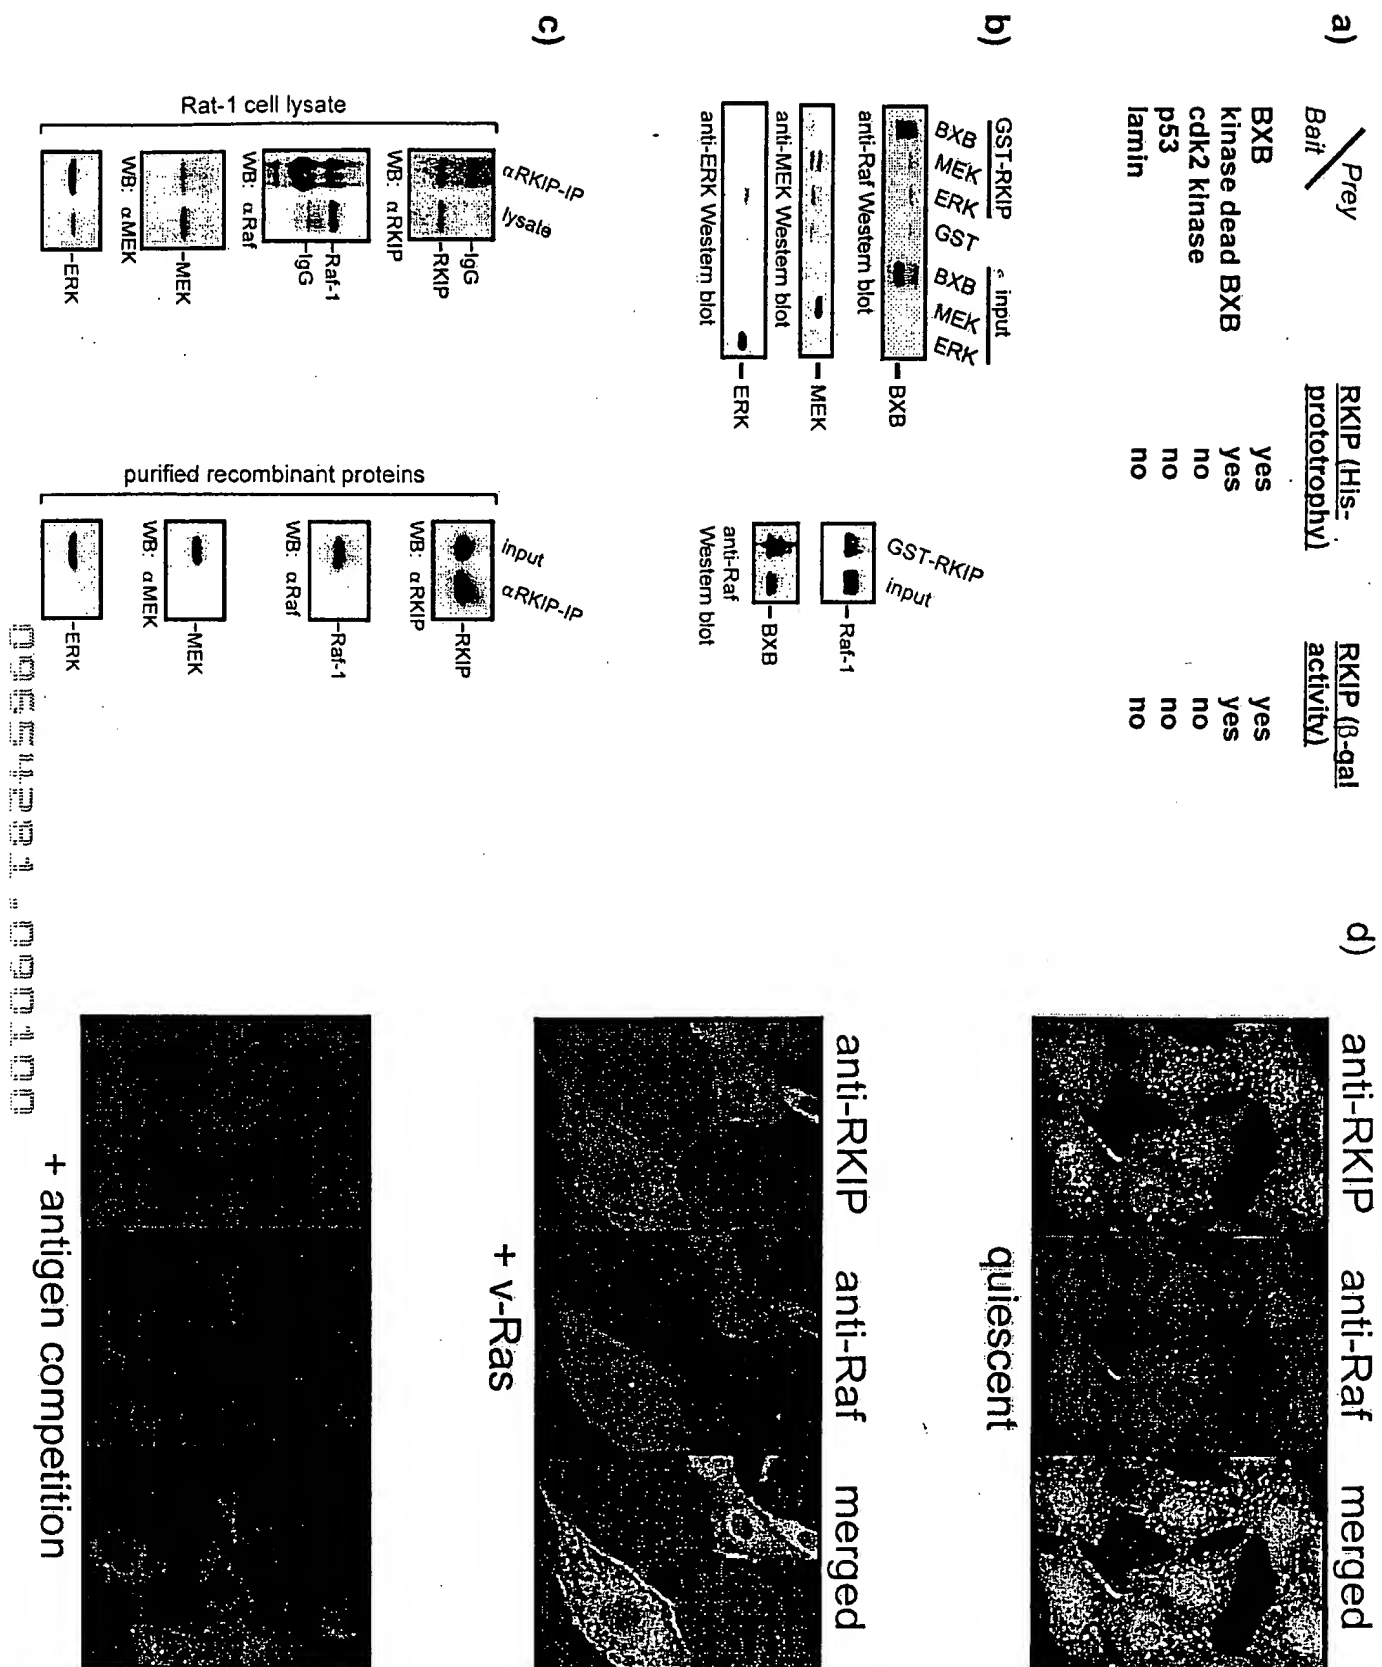 a)
Prey
Bait
RKIP (His-
prototrophy)
RKIP (β-gal
activity)
BXB yes yes
kinase dead BXB yes yes
cdk2 kinase no no
p53 no no
lamin no no
b)
GST-RKIP
input
BXB MEK ERK GST BXB MEK ERK
BXB
anti-Raf Western blot
MEK
anti-MEK Western blot
ERK
anti-ERK Western blot
GST-RKIP
input
Raf-1
BXB
anti-Raf
Western blot
c)
Rat-1 cell lysate
αRKIP-IP
lysate
IgG
RKIP
WB: αRKIP
Raf-1
IgG
WB: αRaf
MEK
WB: αMEK
ERK
purified recombinant proteins
input
αRKIP-IP
RKIP
WB: αRKIP
Raf-1
WB: αRaf
MEK
WB: αMEK
ERK
d)
anti-RKIP anti-Raf merged
quiescent
anti-RKIP anti-Raf merged
+ v-Ras
+ antigen competition
09654281.090100